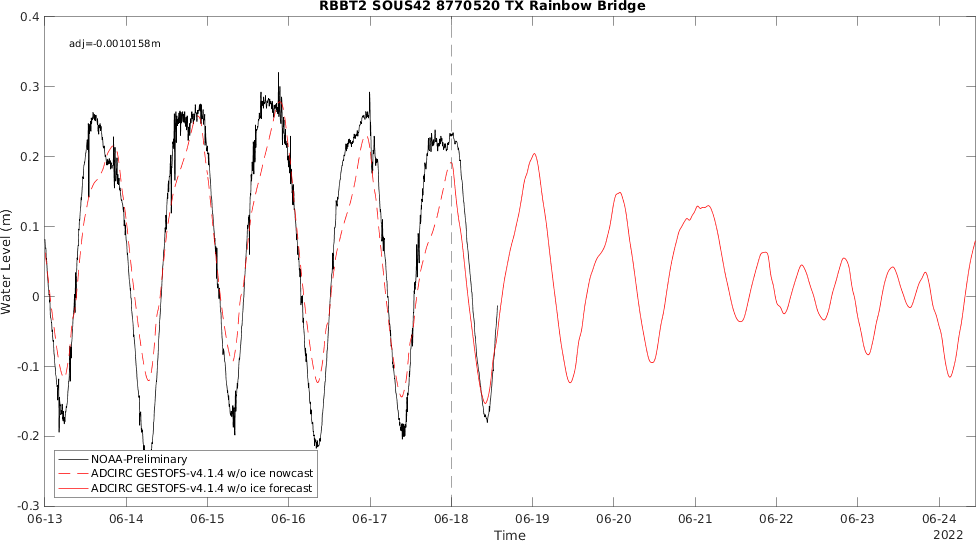 RBBT2 SOUS42 8770520 TX Rainbow Bridge
adj=-0.0010158m
Water Level (m)
0.4
0.3
0.2
0.1
0
-0.1
-0.2
-0.3
NOAA-Preliminary
ADCIRC GESTOFS-v4.1.4 w/o ice nowcast
ADCIRC GESTOFS-v4.1.4 w/o ice forecast
06-13 06-14 06-15 06-16 06-17 06-18 06-19 06-20 06-21 06-22 06-23 06-24
Time
2022